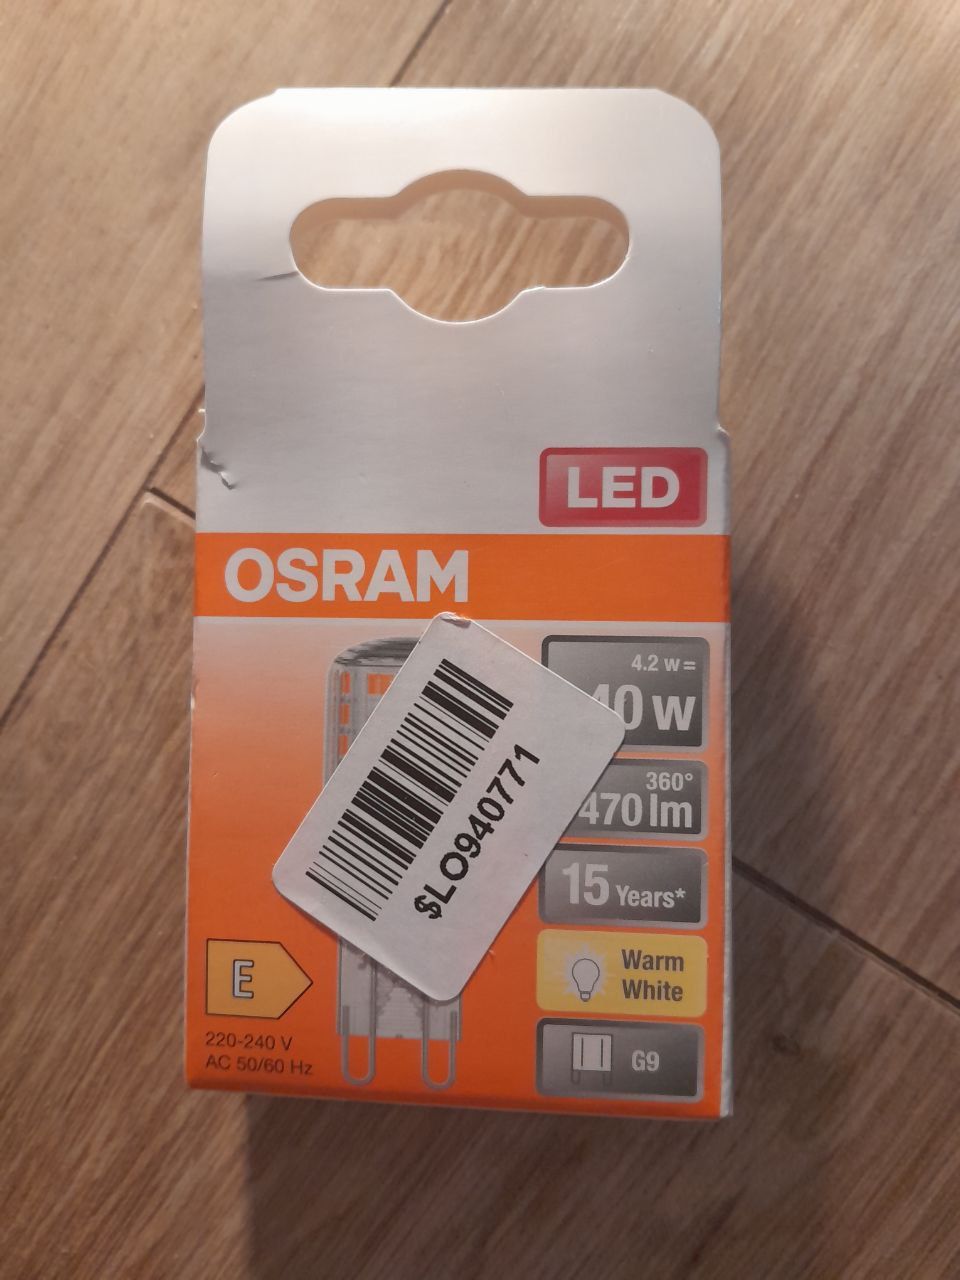 LED
OSRAM
4.2 W=
40 W
360°
470 lm
$LO940771
15 Years*
Warm
White
E
220-240 V
AC 50/60 Hz
G9